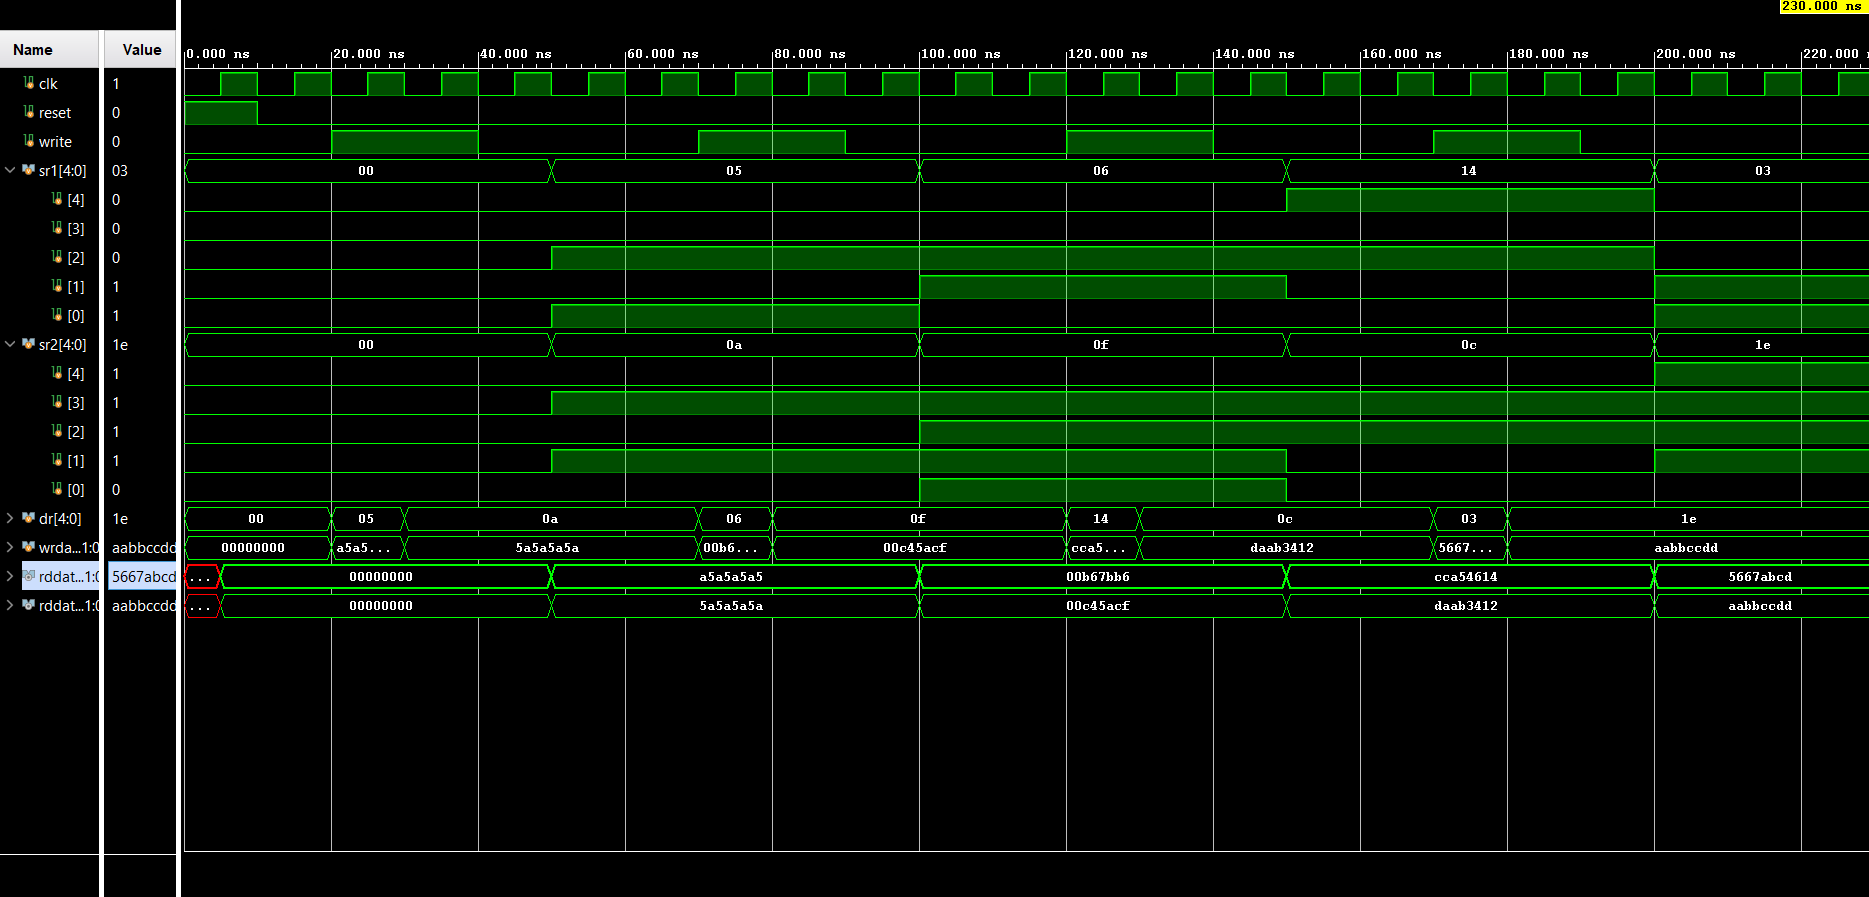 230.000 ns
Name Value
0.000 ns 20.000 ns 40.000 ns 60.000 ns 80.000 ns 100.000 ns 120.000 ns 140.000 ns 160.000 ns 180.000 ns 200.000 ns 220.000
clk 1
reset 0
write 0
sr1[4:0] 03 00 05 06 14 03
[4] 0
[3] 0
[2] 0
[1] 1
[0] 1
sr2[4:0] 1e 00 0a 0f 0c 1e
[4] 1
[3] 1
[2] 1
[1] 1
[0] 0
dr[4:0] 1e 00 05 0a 06 0f 14 0c 03 1e
wrda...1:0 aabbccdd 00000000 a5a5... 5a5a5a5a 00b6... 00c45acf cca5... daab3412 5667... aabbccdd
rddat...1:0 5667abcd ... 00000000 a5a5a5a5 00b67bb6 cca54614 5667abcd
rddat...1:0 aabbccdd ... 00000000 5a5a5a5a 00c45acf daab3412 aabbccdd